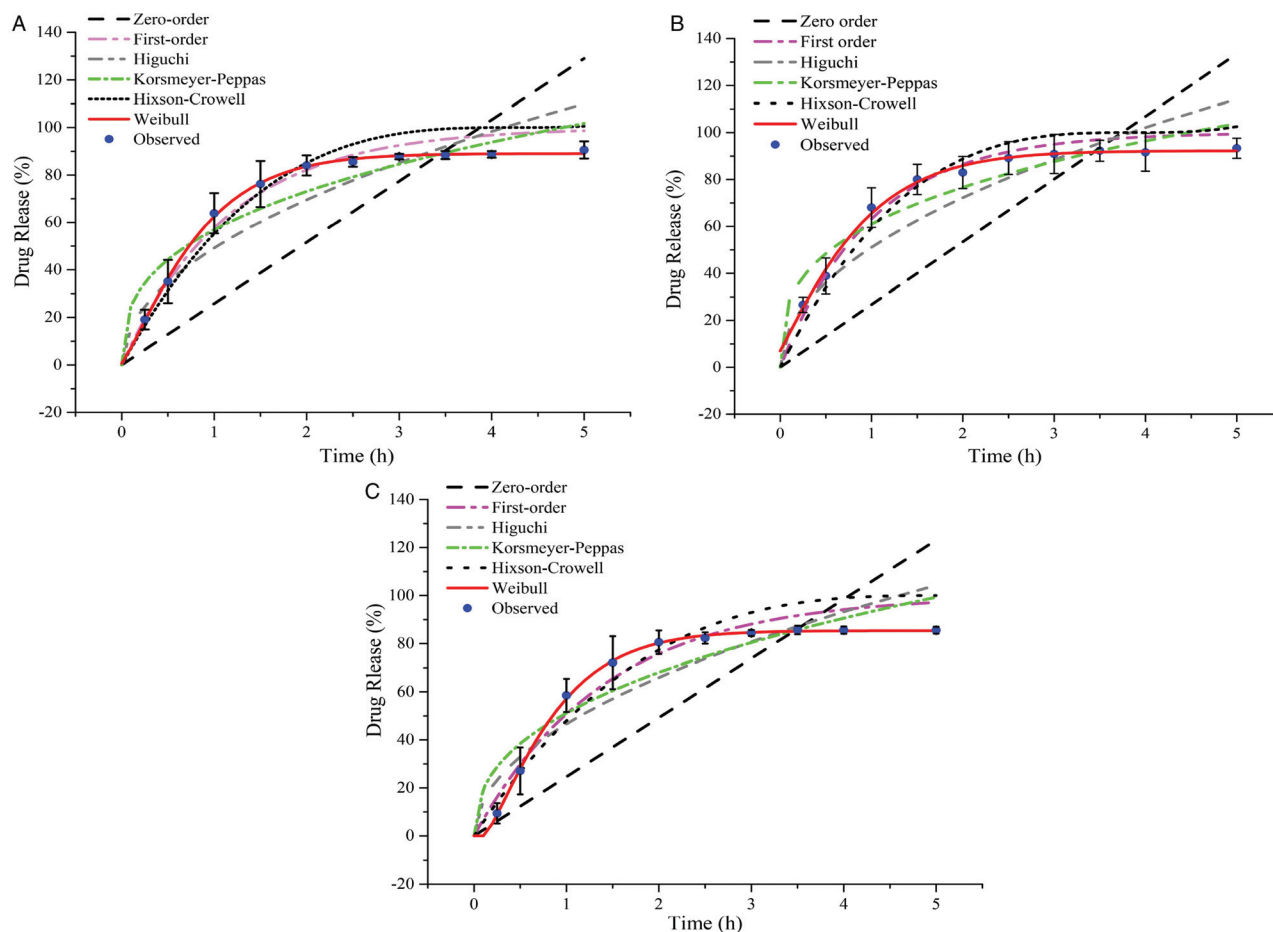 A
Zero-order
First-order
Higuchi
Korsmeyer-Peppas
Hixson-Crowell
Weibull
Observed
Drug Rlease (%)
140
120
100
80
60
40
20
0
-20
0 1 2 3 4 5
Time (h)
B
Zero order
First order
Higuchi
Korsmeyer-Peppas
Hixson-Crowell
Weibull
Observed
Drug Release (%)
140
120
100
80
60
40
20
0
-20
0 1 2 3 4 5
Time (h)
C
Zero-order
First-order
Higuchi
Korsmeyer-Peppas
Hixson-Crowell
Weibull
Observed
Drug Rlease (%)
140
120
100
80
60
40
20
0
-20
0 1 2 3 4 5
Time (h)